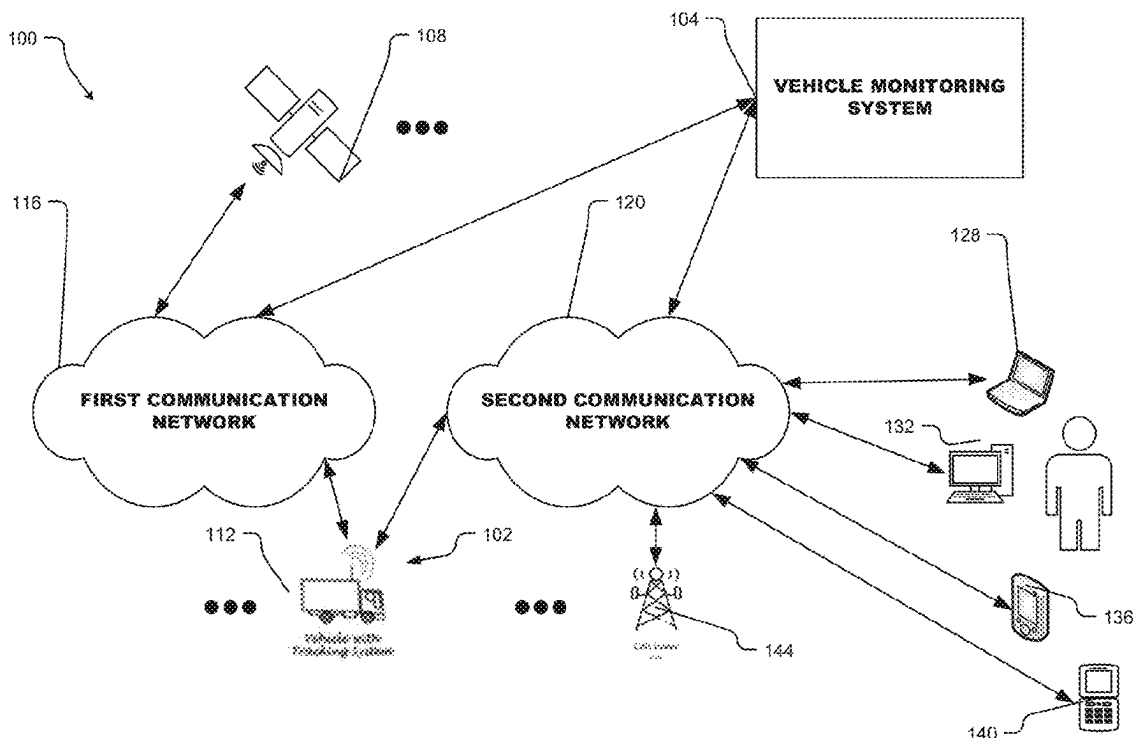 100
108
104
VEHICLE MONITORING
SYSTEM
116
120
128
FIRST COMMUNICATION
NETWORK
SECOND COMMUNICATION
NETWORK
132
112
102
Vehicle with
Tracking System
136
144
140